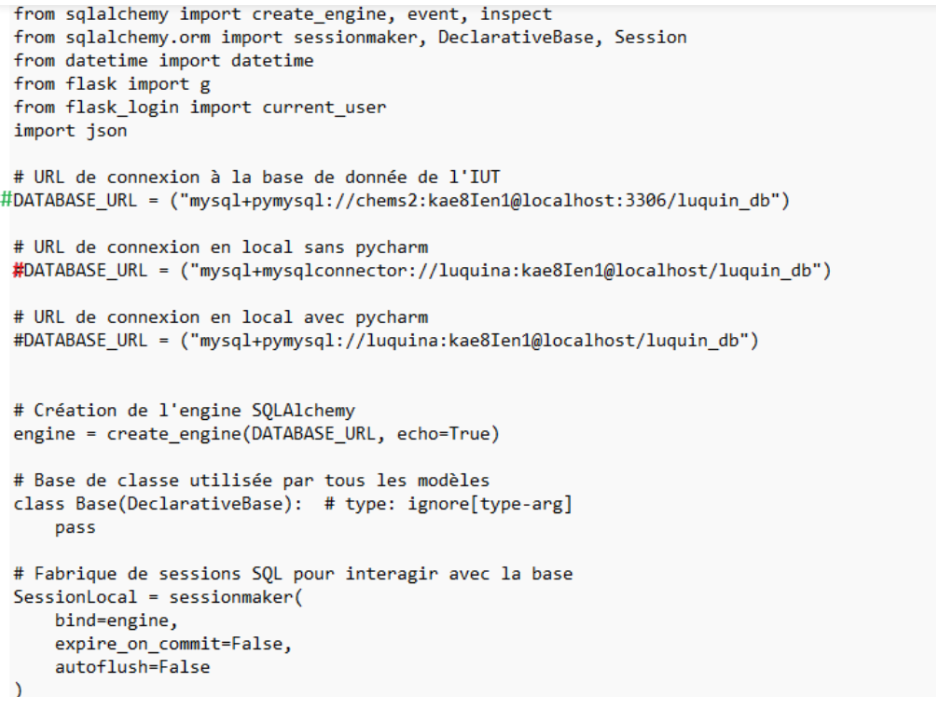 from sqlalchemy import create_engine, event, inspect
from sqlalchemy.orm import sessionmaker, DeclarativeBase, Session
from datetime import datetime
from flask import g
from flask_login import current_user
import json
# URL de connexion à la base de donnée de l'IUT
#DATABASE_URL = ("mysql+pymysql://chems2:kae8Ien1@localhost:3306/luquin_db")
# URL de connexion en local sans pycharm
#DATABASE_URL = ("mysql+mysqlconnector://luquina:kae8Ien1@localhost/luquin_db")
# URL de connexion en local avec pycharm
#DATABASE_URL = ("mysql+pymysql://luquina:kae8Ien1@localhost/luquin_db")
# Création de l'engine SQLAlchemy
engine = create_engine(DATABASE_URL, echo=True)
# Base de classe utilisée par tous les modèles
class Base(DeclarativeBase):  # type: ignore[type-arg]
    pass
# Fabrique de sessions SQL pour interagir avec la base
SessionLocal = sessionmaker(
    bind=engine,
    expire_on_commit=False,
    autoflush=False
)